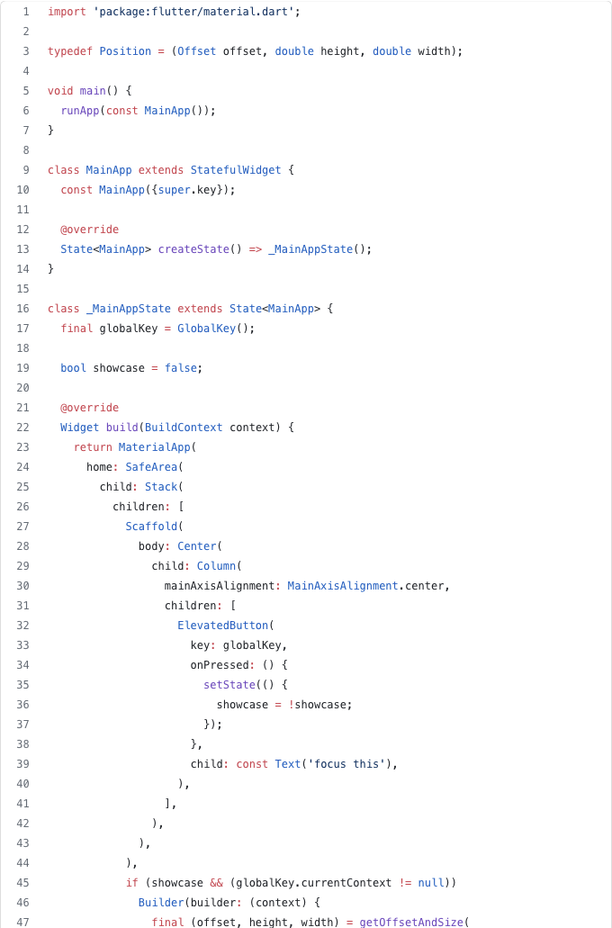 1 import 'package:flutter/material.dart';
2
3 typedef Position = (Offset offset, double height, double width);
4
5 void main() {
6   runApp(const MainApp());
7 }
8
9 class MainApp extends StatefulWidget {
10   const MainApp({super.key});
11
12   @override
13   State<MainApp> createState() => _MainAppState();
14 }
15
16 class _MainAppState extends State<MainApp> {
17   final globalKey = GlobalKey();
18
19   bool showcase = false;
20
21   @override
22   Widget build(BuildContext context) {
23     return MaterialApp(
24       home: SafeArea(
25         child: Stack(
26           children: [
27             Scaffold(
28               body: Center(
29                 child: Column(
30                   mainAxisAlignment: MainAxisAlignment.center,
31                   children: [
32                     ElevatedButton(
33                       key: globalKey,
34                       onPressed: () {
35                         setState(() {
36                           showcase = !showcase;
37                         });
38                       },
39                       child: const Text('focus this'),
40                     ),
41                   ],
42                 ),
43               ),
44             ),
45             if (showcase && (globalKey.currentContext != null))
46               Builder(builder: (context) {
47                 final (offset, height, width) = getOffsetAndSize(